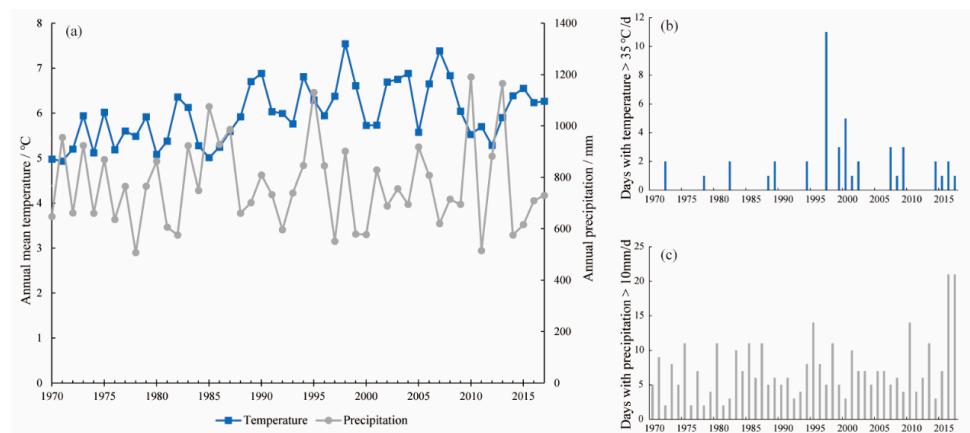 (a)
Annual mean temperature / °C
8
7
6
5
4
3
2
1
0
Annual precipitation / mm
1400
1200
1000
800
600
400
200
0
1970 1975 1980 1985 1990 1995 2000 2005 2010 2015
Temperature Precipitation
(b)
Days with temperature > 35 °C/d
12
10
8
6
4
2
0
1970 1975 1980 1985 1990 1995 2000 2005 2010 2015
(c)
Days with precipitation > 10mm/d
25
20
15
10
5
0
1970 1975 1980 1985 1990 1995 2000 2005 2010 2015